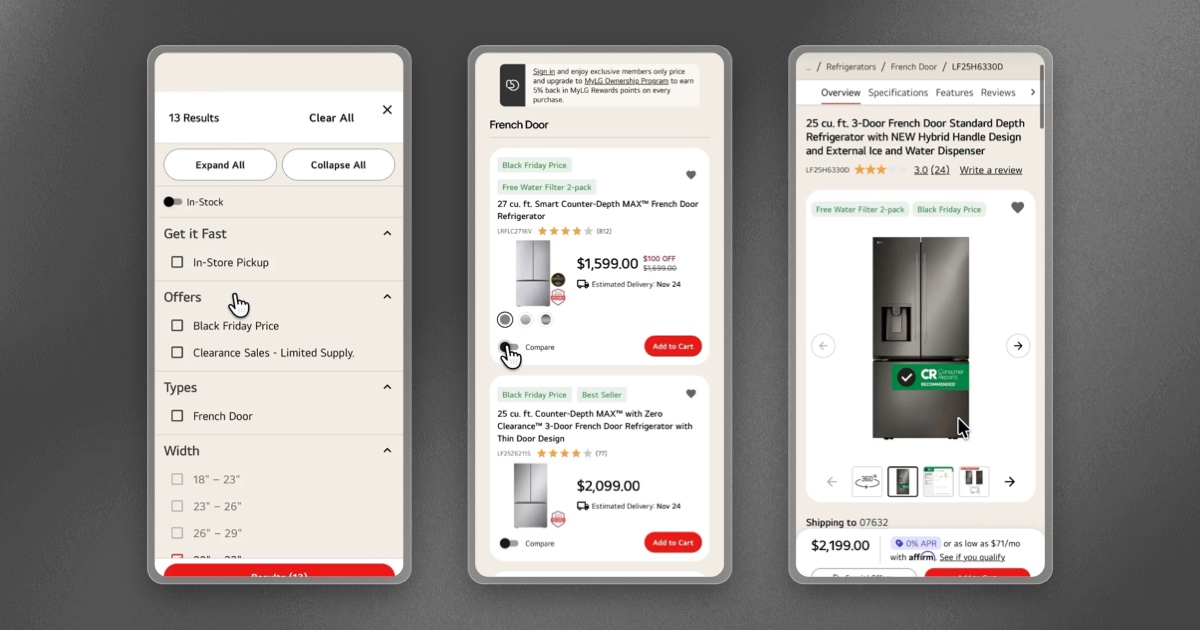 13 Results
Clear All
Expand All
Collapse All
In-Stock
Get it Fast
In-Store Pickup
Offers
Black Friday Price
Clearance Sales - Limited Supply.
Types
French Door
Width
18" – 23"
23" – 26"
26" – 29"
Results (13)
Sign in and enjoy exclusive members only price
and upgrade to MyLG Ownership Program to earn
5% back in MyLG Rewards points on every
purchase.
French Door
Black Friday Price
Free Water Filter 2-pack
27 cu. ft. Smart Counter-Depth MAX™ French Door
Refrigerator
LRFLC2716V
(812)
$1,599.00
$100 OFF
$1,699.00
Estimated Delivery: Nov 24
Compare
Add to Cart
Black Friday Price
Best Seller
25 cu. ft. Counter-Depth MAX™ with Zero
Clearance™ 3-Door French Door Refrigerator with
Thin Door Design
LF25Z6211S
(77)
$2,099.00
Estimated Delivery: Nov 24
Compare
Add to Cart
... / Refrigerators / French Door / LF25H6330D
Overview
Specifications
Features
Reviews
25 cu. ft. 3-Door French Door Standard Depth
Refrigerator with NEW Hybrid Handle Design
and External Ice and Water Dispenser
LF25H6330D
3.0 (24)
Write a review
Free Water Filter 2-pack
Black Friday Price
CR Consumer
Reports
RECOMMENDED
360°
Shipping to 07632
$2,199.00
0% APR or as low as $71/mo
with affirm. See if you qualify